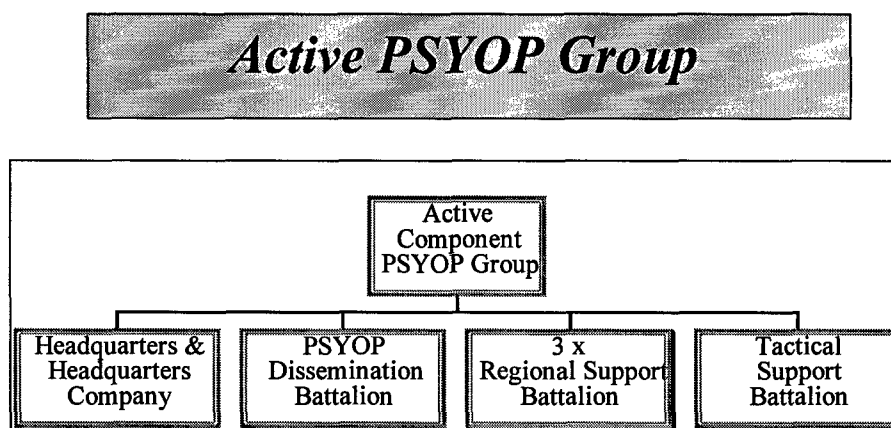 Active PSYOP Group
Active
Component
PSYOP Group
Headquarters &
Headquarters
Company
PSYOP
Dissemination
Battalion
3 x
Regional Support
Battalion
Tactical
Support
Battalion